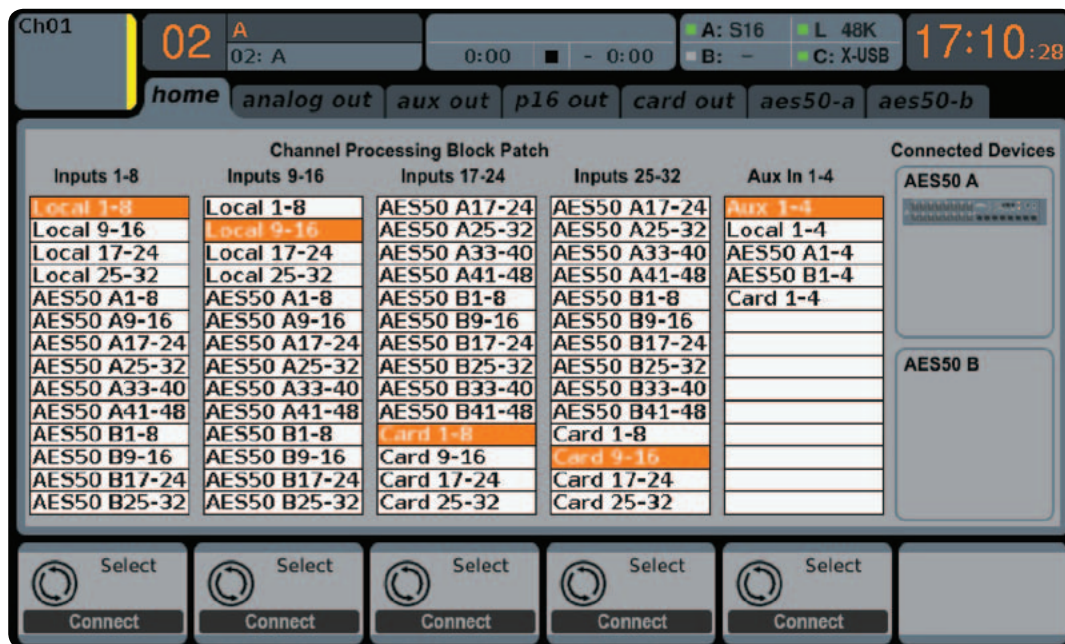 Ch01
02
A
02: A
0:00
- 0:00
A: S16
L 48K
B: -
C: X-USB
17:10:28
home
analog out
aux out
p16 out
card out
aes50-a
aes50-b
Channel Processing Block Patch
Connected Devices
Inputs 1-8
Inputs 9-16
Inputs 17-24
Inputs 25-32
Aux In 1-4
Local 1-8
Local 9-16
Local 17-24
Local 25-32
AES50 A1-8
AES50 A9-16
AES50 A17-24
AES50 A25-32
AES50 A33-40
AES50 A41-48
AES50 B1-8
AES50 B9-16
AES50 B17-24
AES50 B25-32
Local 1-8
Local 9-16
Local 17-24
Local 25-32
AES50 A1-8
AES50 A9-16
AES50 A17-24
AES50 A25-32
AES50 A33-40
AES50 A41-48
AES50 B1-8
AES50 B9-16
AES50 B17-24
AES50 B25-32
AES50 A17-24
AES50 A25-32
AES50 A33-40
AES50 A41-48
AES50 B1-8
AES50 B9-16
AES50 B17-24
AES50 B25-32
AES50 B33-40
AES50 B41-48
Card 1-8
Card 9-16
Card 17-24
Card 25-32
AES50 A17-24
AES50 A25-32
AES50 A33-40
AES50 A41-48
AES50 B1-8
AES50 B9-16
AES50 B17-24
AES50 B25-32
AES50 B33-40
AES50 B41-48
Card 1-8
Card 9-16
Card 17-24
Card 25-32
Aux 1-4
Local 1-4
AES50 A1-4
AES50 B1-4
Card 1-4
AES50 A
AES50 B
Select
Connect
Select
Connect
Select
Connect
Select
Connect
Select
Connect